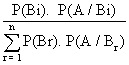 P(Bi). P(A / Bi)
n
∑ P(Br). P(A / Br)
r = 1